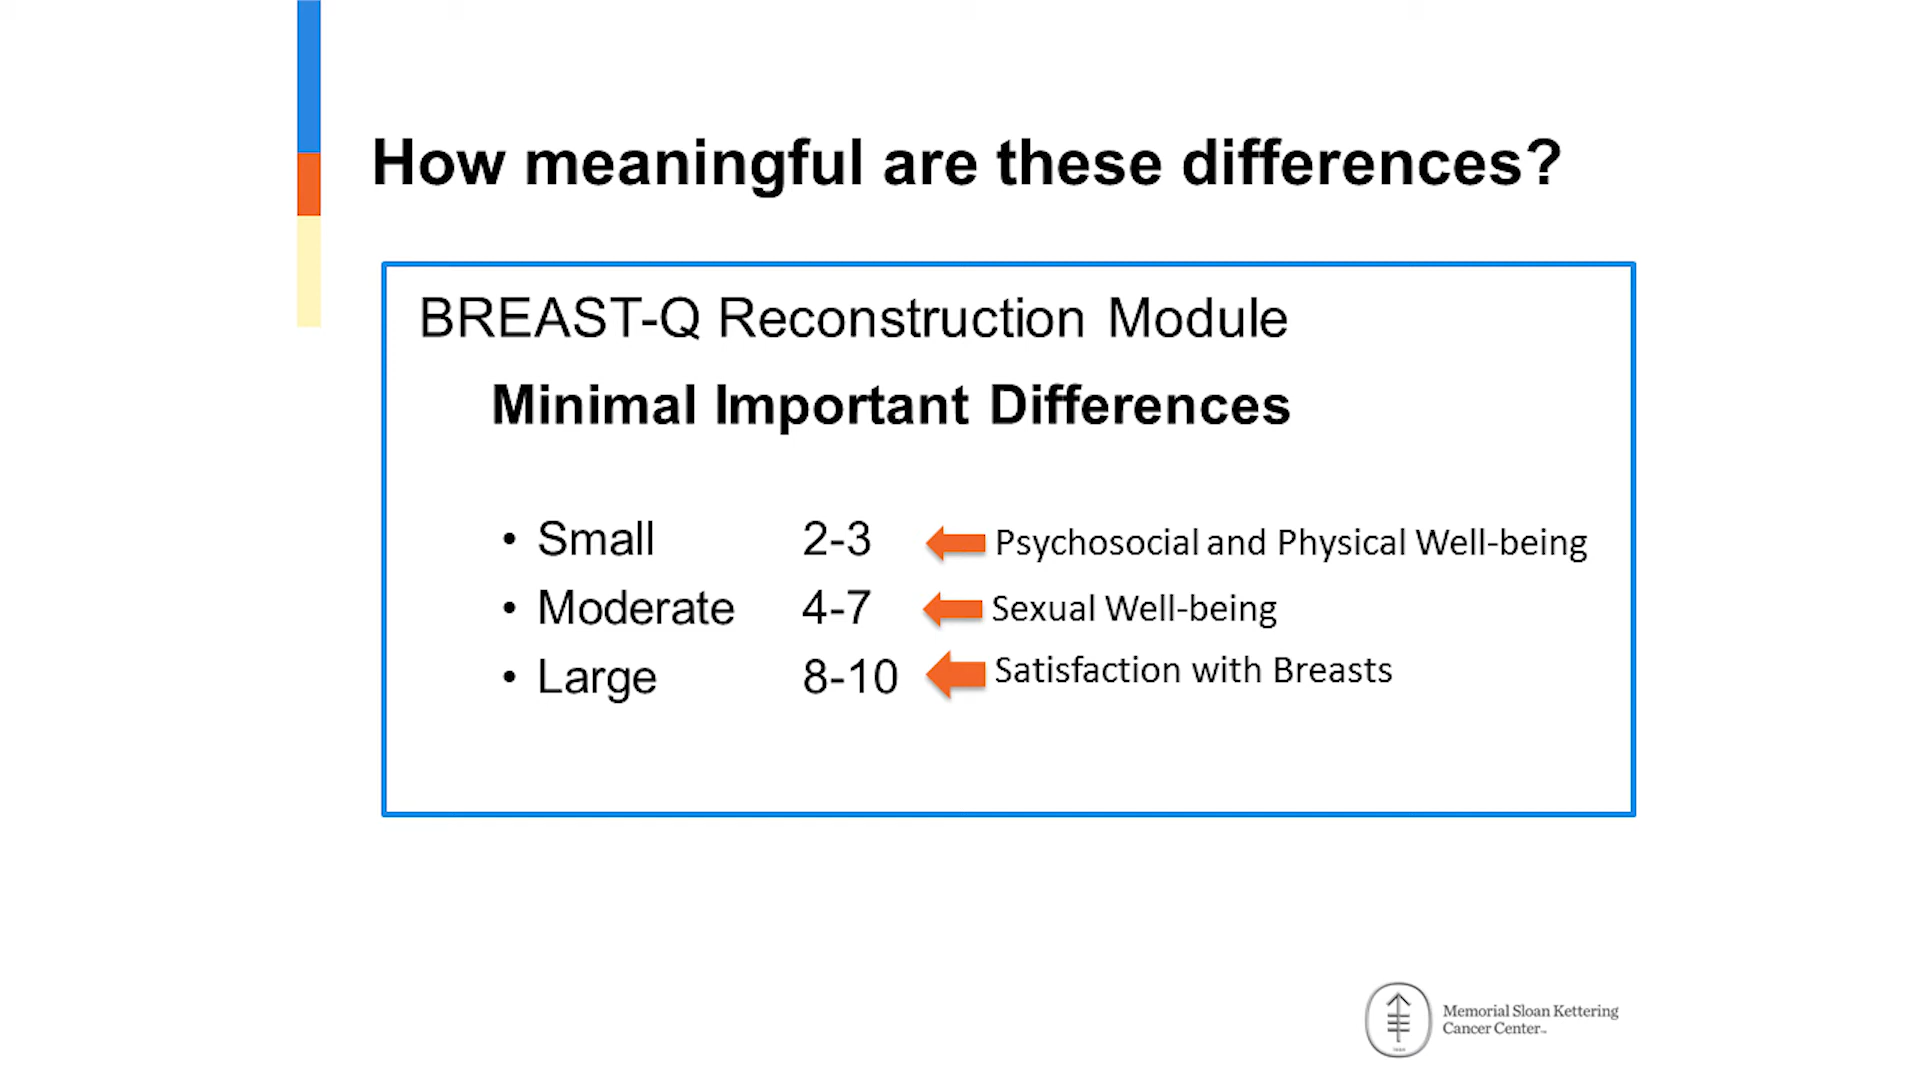 How meaningful are these differences?
BREAST-Q Reconstruction Module
Minimal Important Differences
• Small 2-3 Psychosocial and Physical Well-being
• Moderate 4-7 Sexual Well-being
• Large 8-10 Satisfaction with Breasts
Memorial Sloan Kettering
Cancer Center™